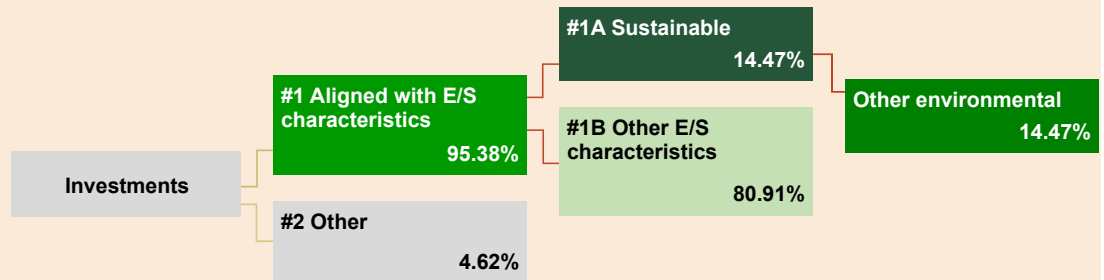 Investments
#1 Aligned with E/S
characteristics
95.38%
#2 Other
4.62%
#1A Sustainable
14.47%
#1B Other E/S
characteristics
80.91%
Other environmental
14.47%